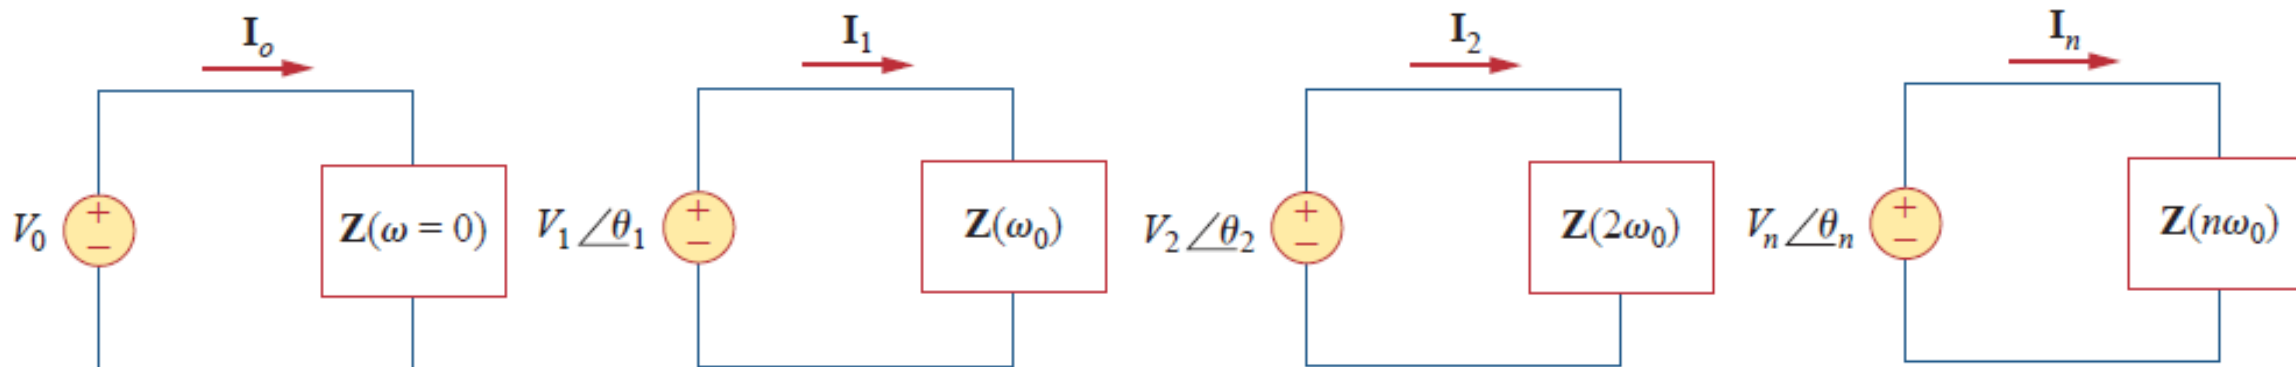 I_o
I_1
I_2
I_n
V_0
+
−
Z(ω = 0)
V_1∠θ_1
+
−
Z(ω_0)
V_2∠θ_2
+
−
Z(2ω_0)
V_n∠θ_n
+
−
Z(nω_0)